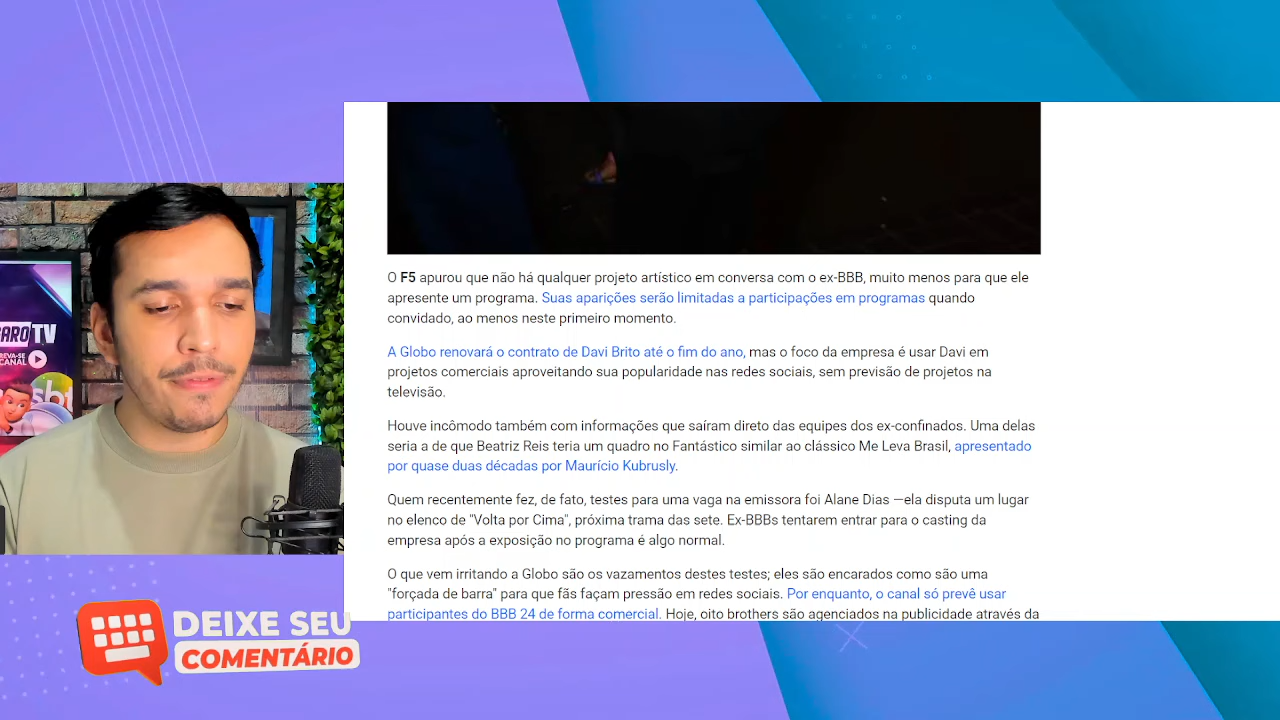 O F5 apurou que não há qualquer projeto artístico em conversa com o ex-BBB, muito menos para que ele
apresente um programa. Suas aparições serão limitadas a participações em programas quando
convidado, ao menos neste primeiro momento.
A Globo renovará o contrato de Davi Brito até o fim do ano, mas o foco da empresa é usar Davi em
projetos comerciais aproveitando sua popularidade nas redes sociais, sem previsão de projetos na
televisão.
Houve incômodo também com informações que saíram direto das equipes dos ex-confinados. Uma delas
seria a de que Beatriz Reis teria um quadro no Fantástico similar ao clássico Me Leva Brasil, apresentado
por quase duas décadas por Maurício Kubrusly.
Quem recentemente fez, de fato, testes para uma vaga na emissora foi Alane Dias —ela disputa um lugar
no elenco de "Volta por Cima", próxima trama das sete. Ex-BBBs tentarem entrar para o casting da
empresa após a exposição no programa é algo normal.
O que vem irritando a Globo são os vazamentos destes testes; eles são encarados como são uma
"forçada de barra" para que fãs façam pressão em redes sociais. Por enquanto, o canal só prevê usar
participantes do BBB 24 de forma comercial. Hoje, oito brothers são agenciados na publicidade através da
ARO TV
REVA-SE
CANAL
sbt
DEIXE SEU
COMENTÁRIO